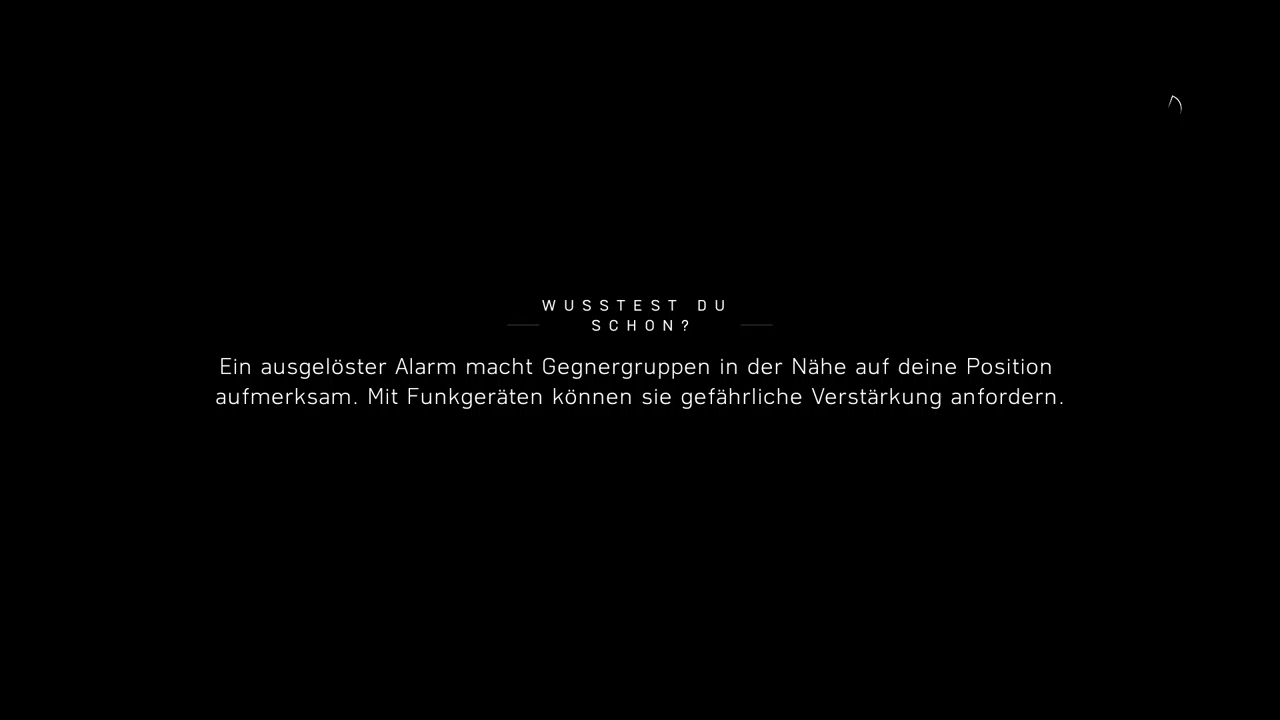 WUSSTEST DU
SCHON?
Ein ausgelöster Alarm macht Gegnergruppen in der Nähe auf deine Position
aufmerksam. Mit Funkgeräten können sie gefährliche Verstärkung anfordern.